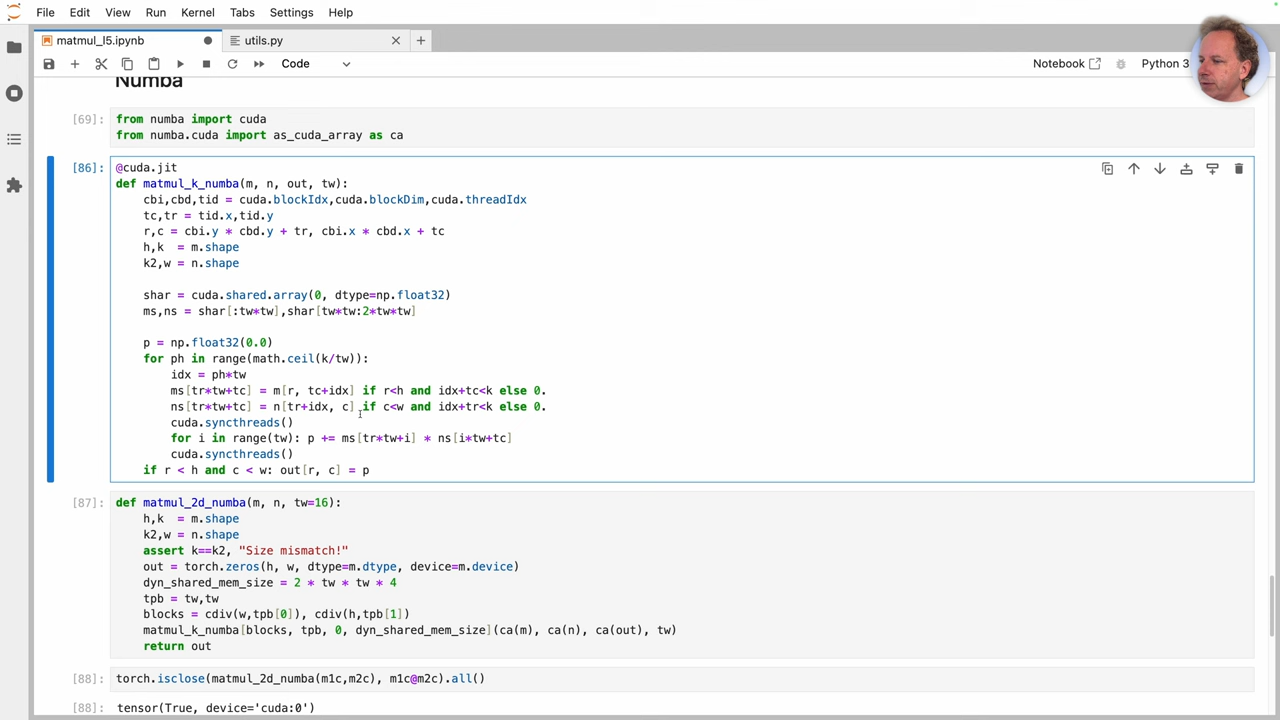 File Edit View Run Kernel Tabs Settings Help
matmul_l5.ipynb utils.py
Code Notebook Python 3
Numba
[69]: from numba import cuda
from numba.cuda import as_cuda_array as ca
[86]: @cuda.jit
def matmul_k_numba(m, n, out, tw):
cbi,cbd,tid = cuda.blockIdx,cuda.blockDim,cuda.threadIdx
tc,tr = tid.x,tid.y
r,c = cbi.y * cbd.y + tr, cbi.x * cbd.x + tc
h,k  = m.shape
k2,w = n.shape
shar = cuda.shared.array(0, dtype=np.float32)
ms,ns = shar[:tw*tw],shar[tw*tw:2*tw*tw]
p = np.float32(0.0)
for ph in range(math.ceil(k/tw)):
idx = ph*tw
ms[tr*tw+tc] = m[r, tc+idx] if r<h and idx+tc<k else 0.
ns[tr*tw+tc] = n[tr+idx, c] if c<w and idx+tr<k else 0.
cuda.syncthreads()
for i in range(tw): p += ms[tr*tw+i] * ns[i*tw+tc]
cuda.syncthreads()
if r < h and c < w: out[r, c] = p
[87]: def matmul_2d_numba(m, n, tw=16):
h,k  = m.shape
k2,w = n.shape
assert k==k2, "Size mismatch!"
out = torch.zeros(h, w, dtype=m.dtype, device=m.device)
dyn_shared_mem_size = 2 * tw * tw * 4
tpb = tw,tw
blocks = cdiv(w,tpb[0]), cdiv(h,tpb[1])
matmul_k_numba[blocks, tpb, 0, dyn_shared_mem_size](ca(m), ca(n), ca(out), tw)
return out
[88]: torch.isclose(matmul_2d_numba(m1c,m2c), m1c@m2c).all()
[88]: tensor(True, device='cuda:0')